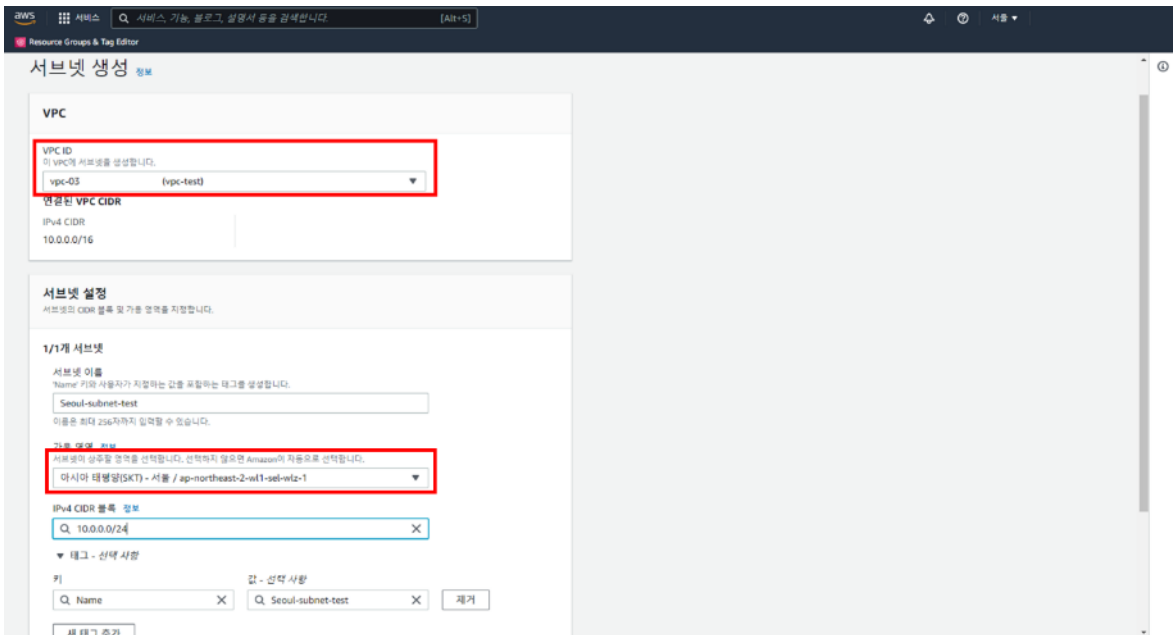 aws
서비스
서비스, 기능, 블로그, 설명서 등을 검색합니다.
[Alt+S]
서울
Resource Groups & Tag Editor
서브넷 생성 정보
VPC
VPC ID
이 VPC에 서브넷을 생성합니다.
vpc-03 (vpc-test)
연결된 VPC CIDR
IPv4 CIDR
10.0.0.0/16
서브넷 설정
서브넷의 CIDR 블록 및 가용 영역을 지정합니다.
1/1개 서브넷
서브넷 이름
'Name' 키와 사용자가 지정하는 값을 포함하는 태그를 생성합니다.
Seoul-subnet-test
이름은 최대 256자까지 입력할 수 있습니다.
가용 영역 정보
서브넷이 상주할 영역을 선택합니다. 선택하지 않으면 Amazon이 자동으로 선택합니다.
아시아 태평양(SKT) - 서울 / ap-northeast-2-wl1-sel-wlz-1
IPv4 CIDR 블록 정보
10.0.0.0/24
태그 - 선택 사항
키
값 - 선택 사항
Name
Seoul-subnet-test
제거
새 태그 추가